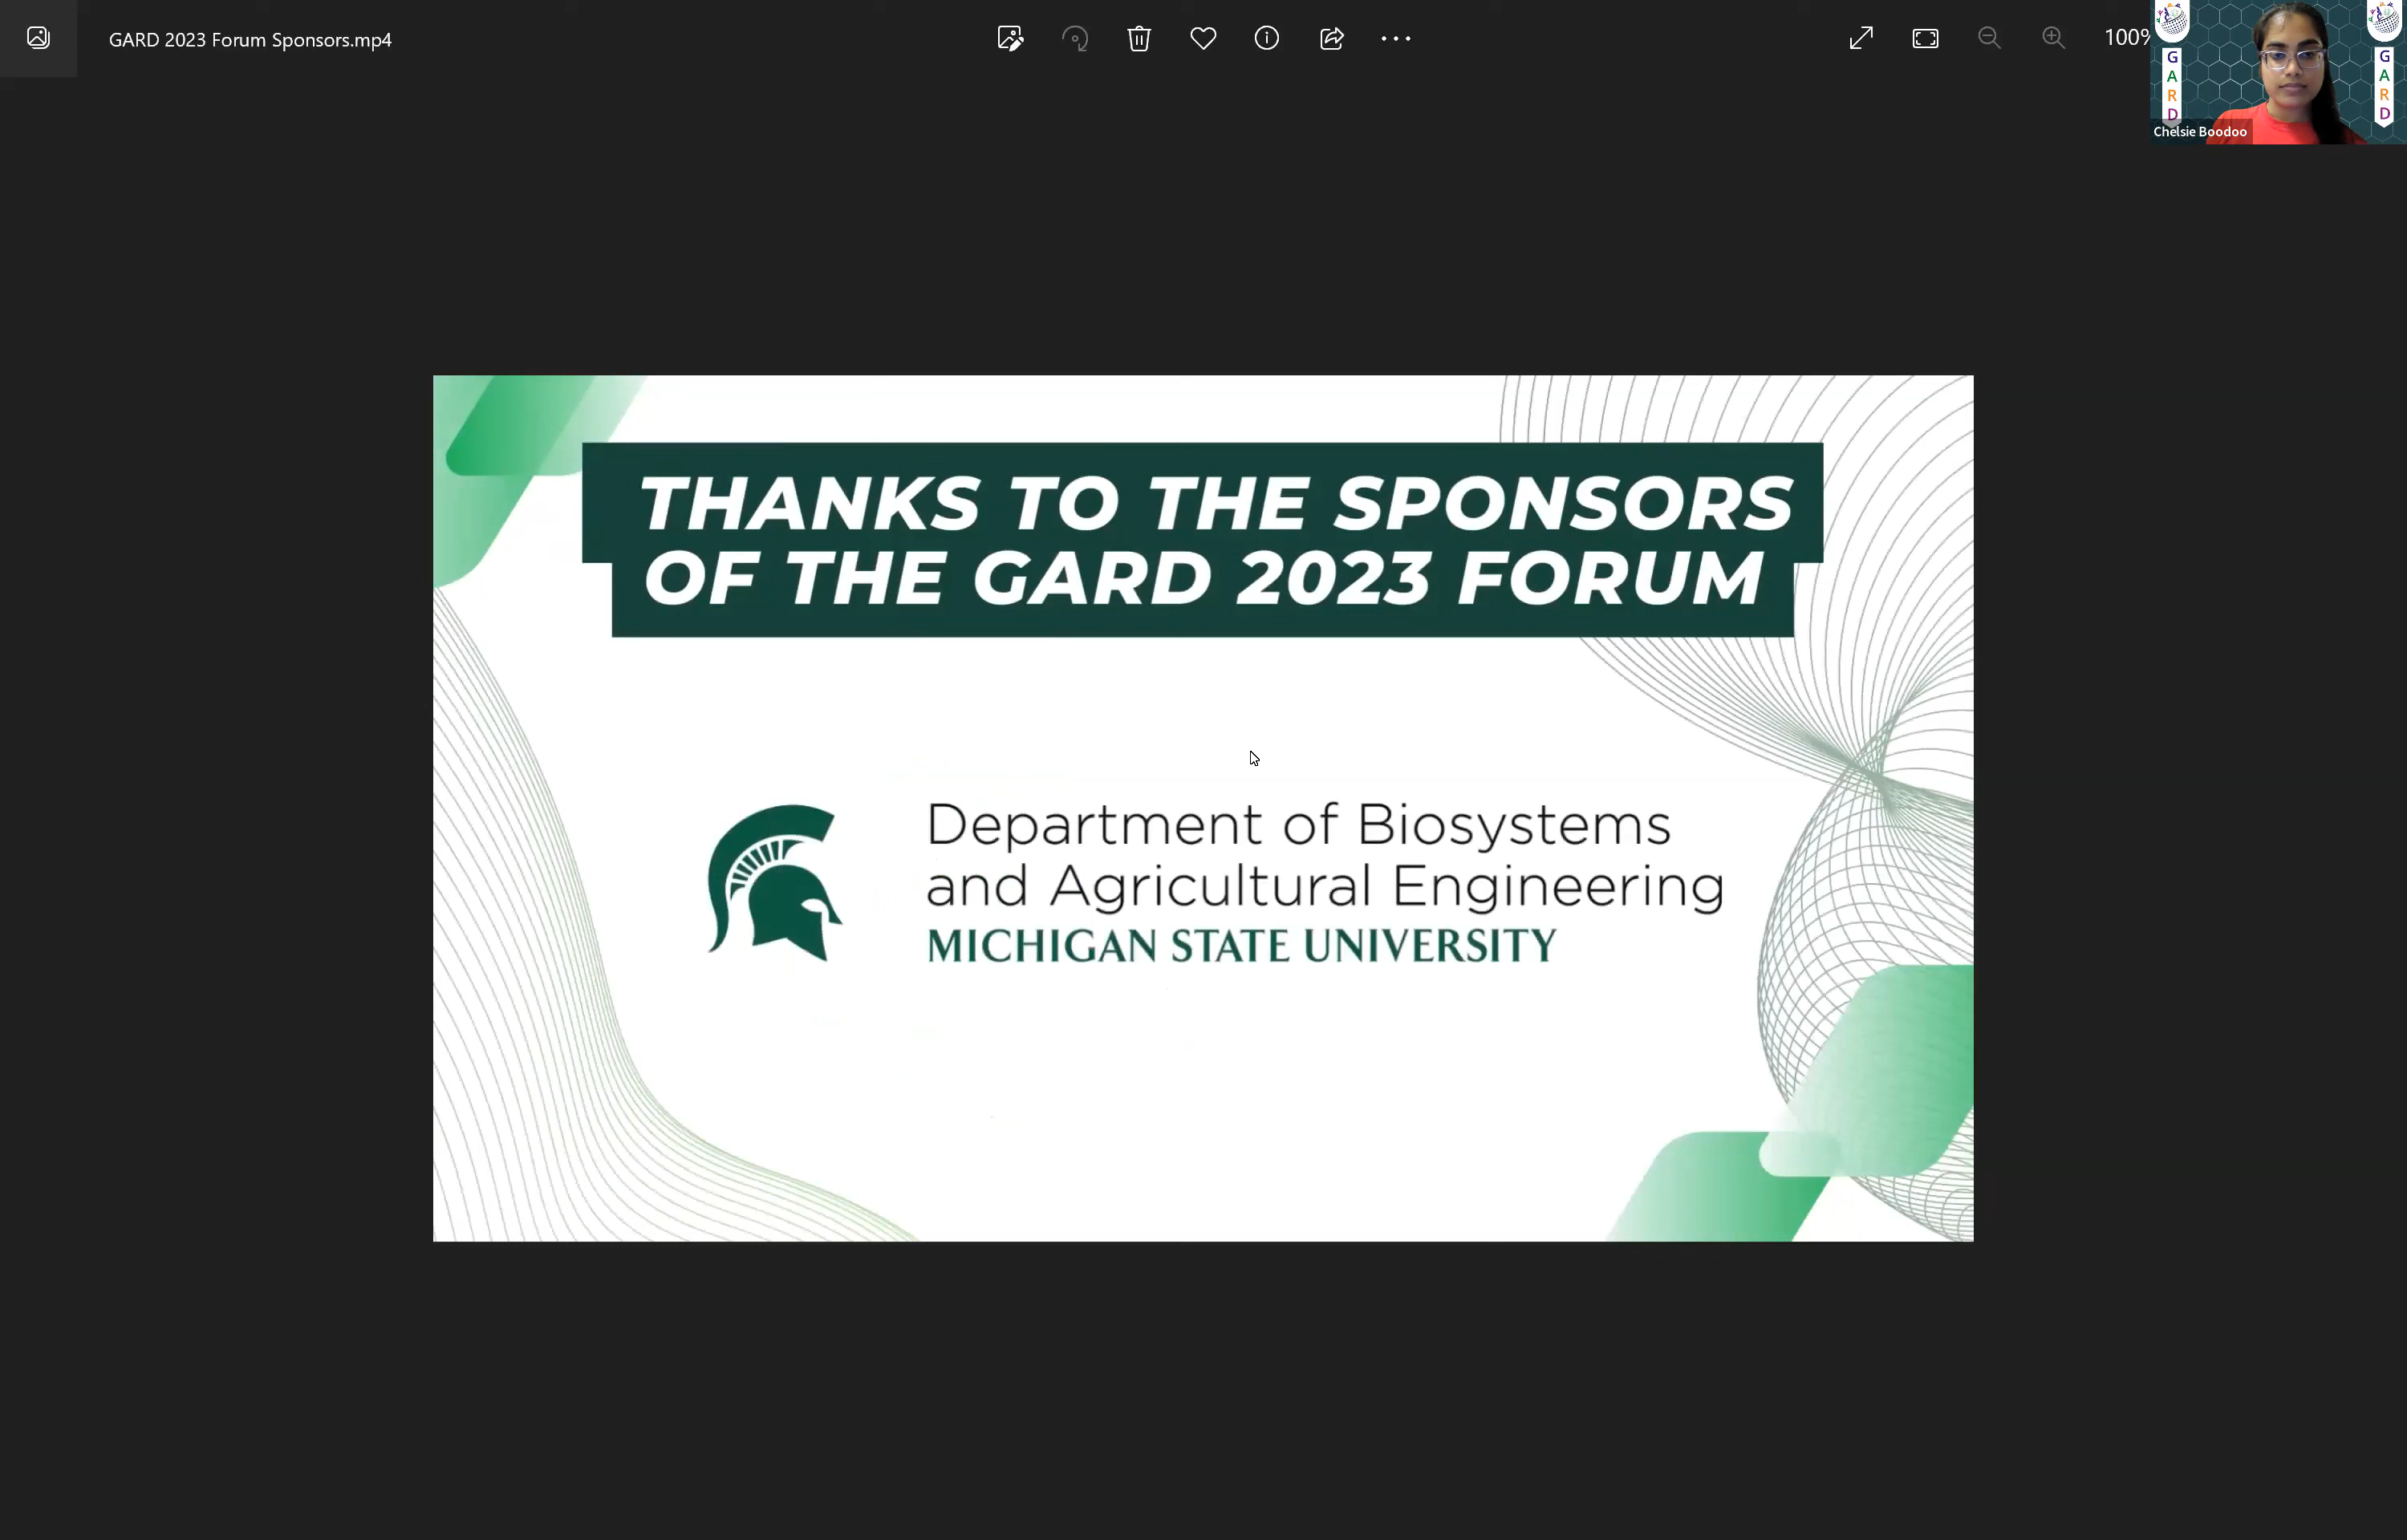 GARD 2023 Forum Sponsors.mp4
100%
G
A
R
D
G
A
R
D
Chelsie Boodoo
THANKS TO THE SPONSORS
OF THE GARD 2023 FORUM
Department of Biosystems
and Agricultural Engineering
MICHIGAN STATE UNIVERSITY